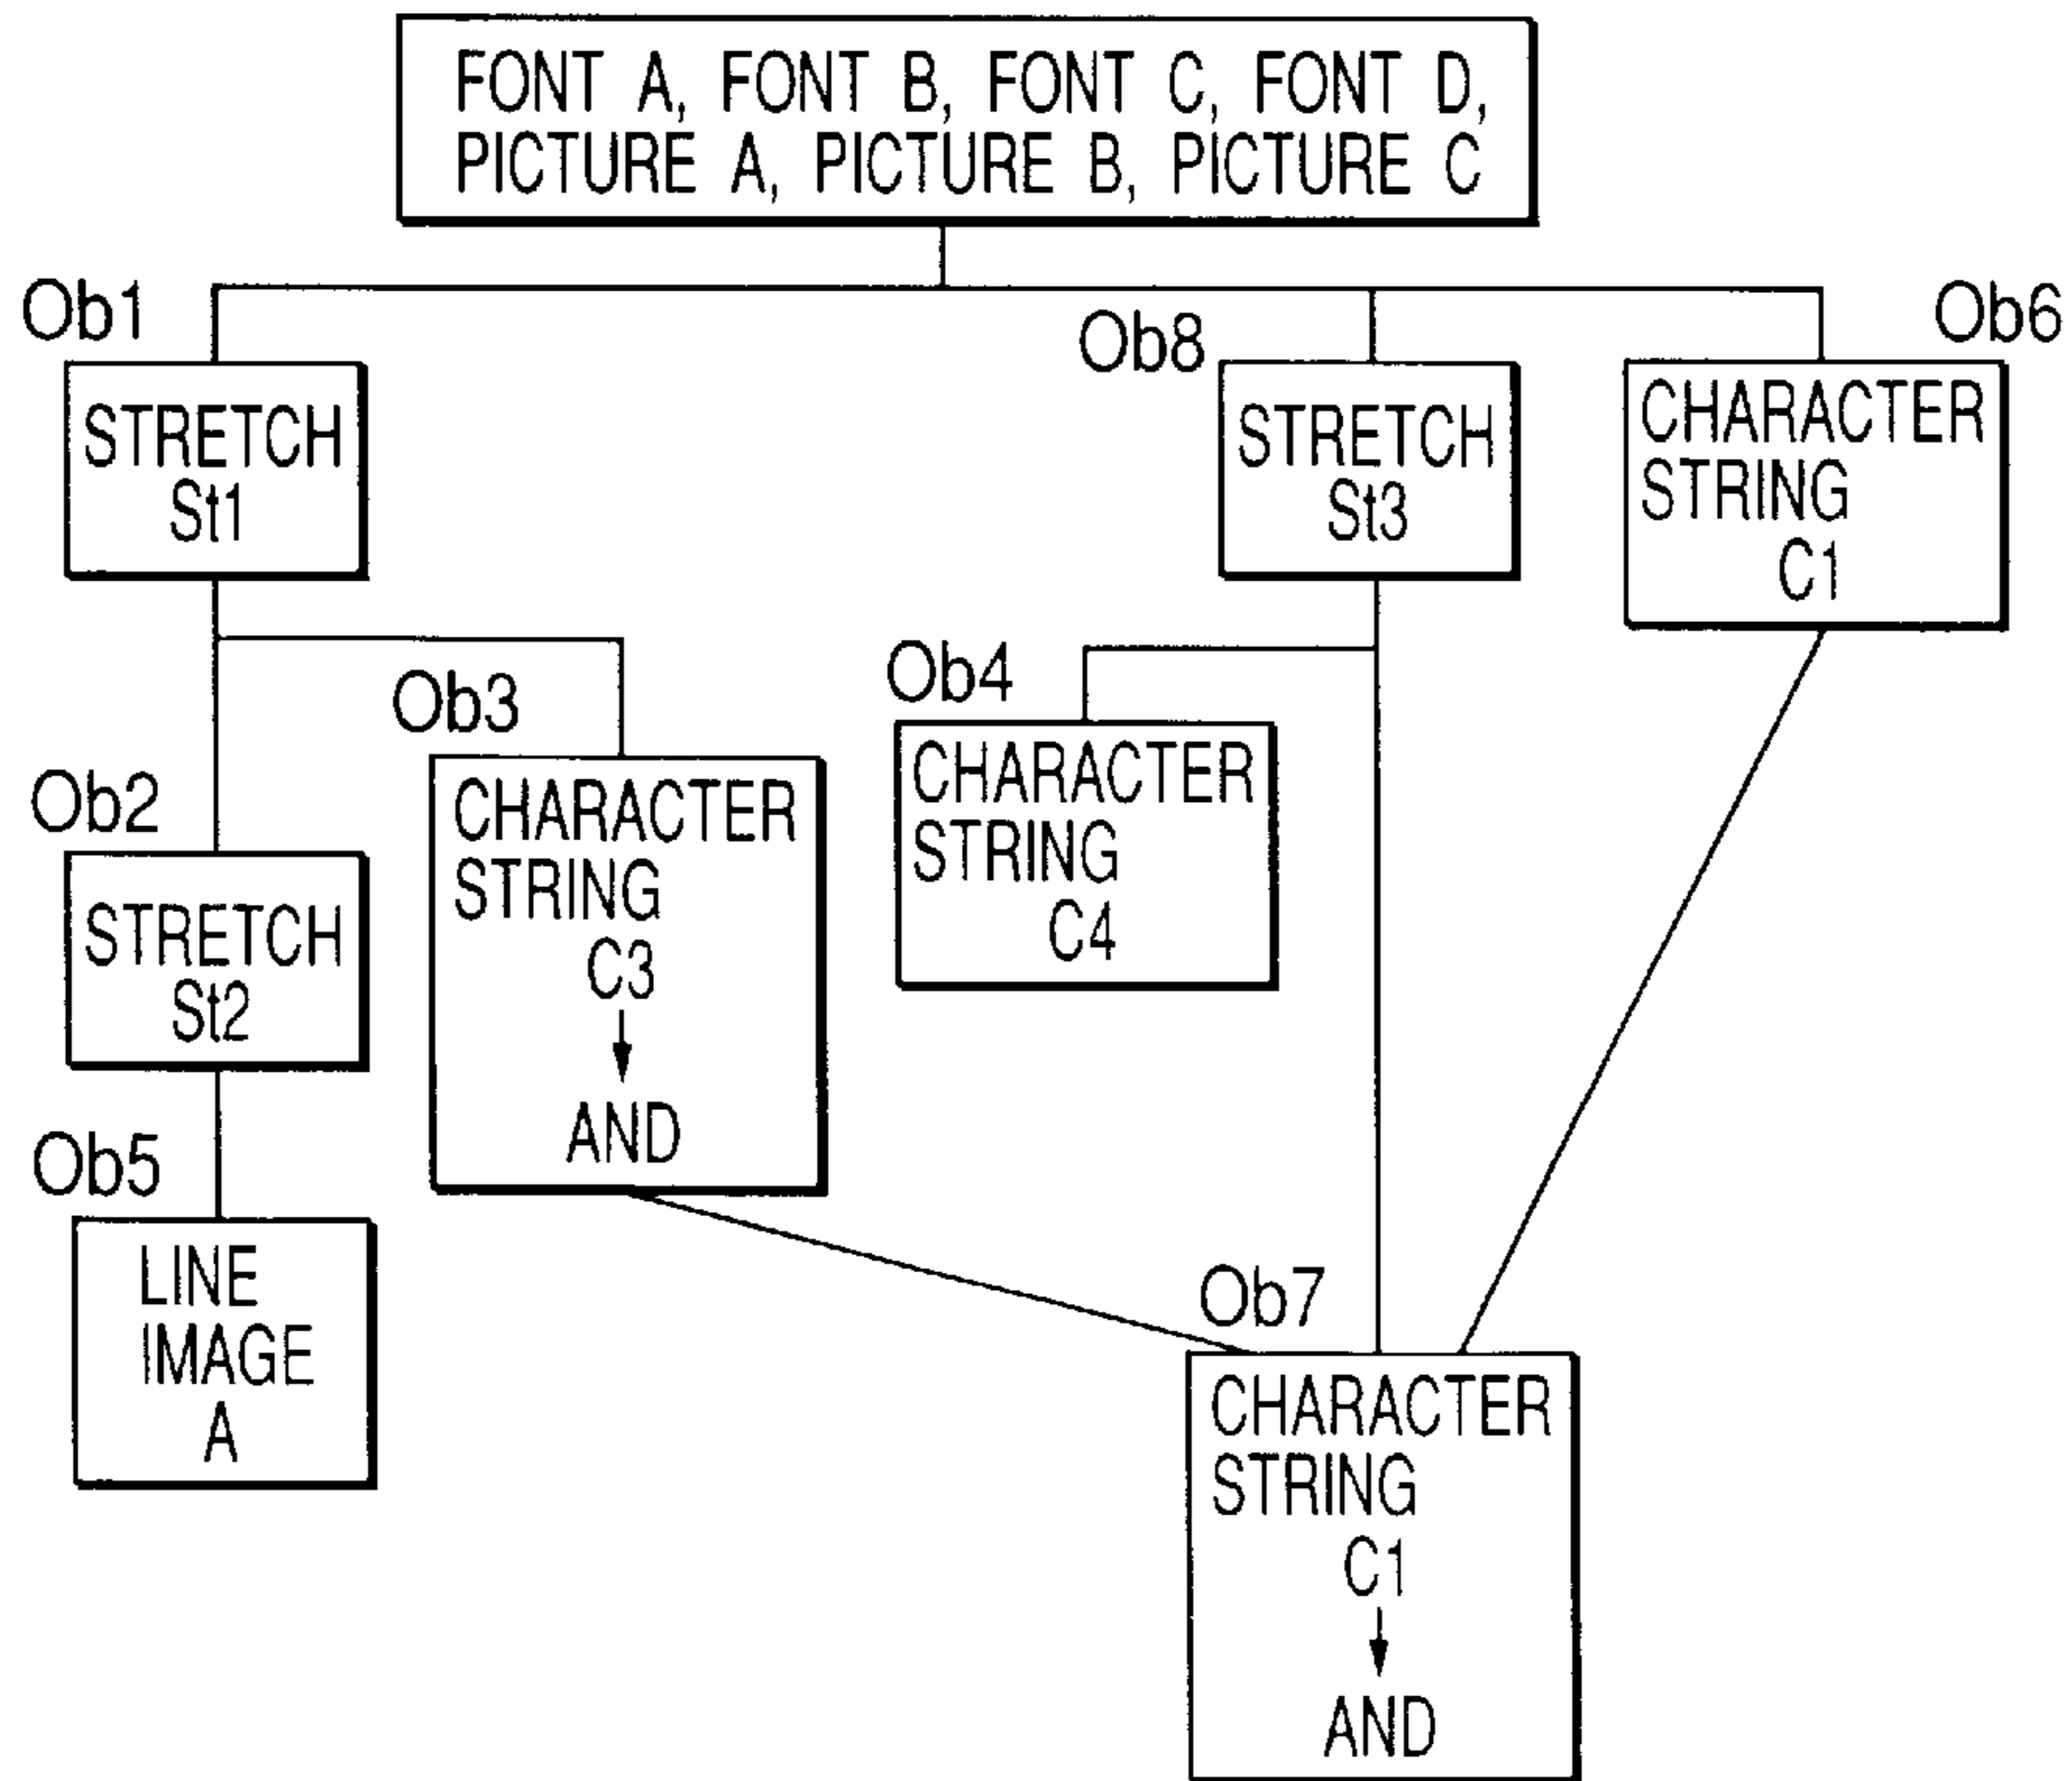 FONT A, FONT B, FONT C, FONT D,
PICTURE A, PICTURE B, PICTURE C
Ob1
STRETCH
St1
Ob8
STRETCH
St3
Ob6
CHARACTER
STRING
C1
Ob3
CHARACTER
STRING
C3
AND
Ob4
CHARACTER
STRING
C4
Ob2
STRETCH
St2
Ob5
LINE
IMAGE
A
Ob7
CHARACTER
STRING
C1
AND